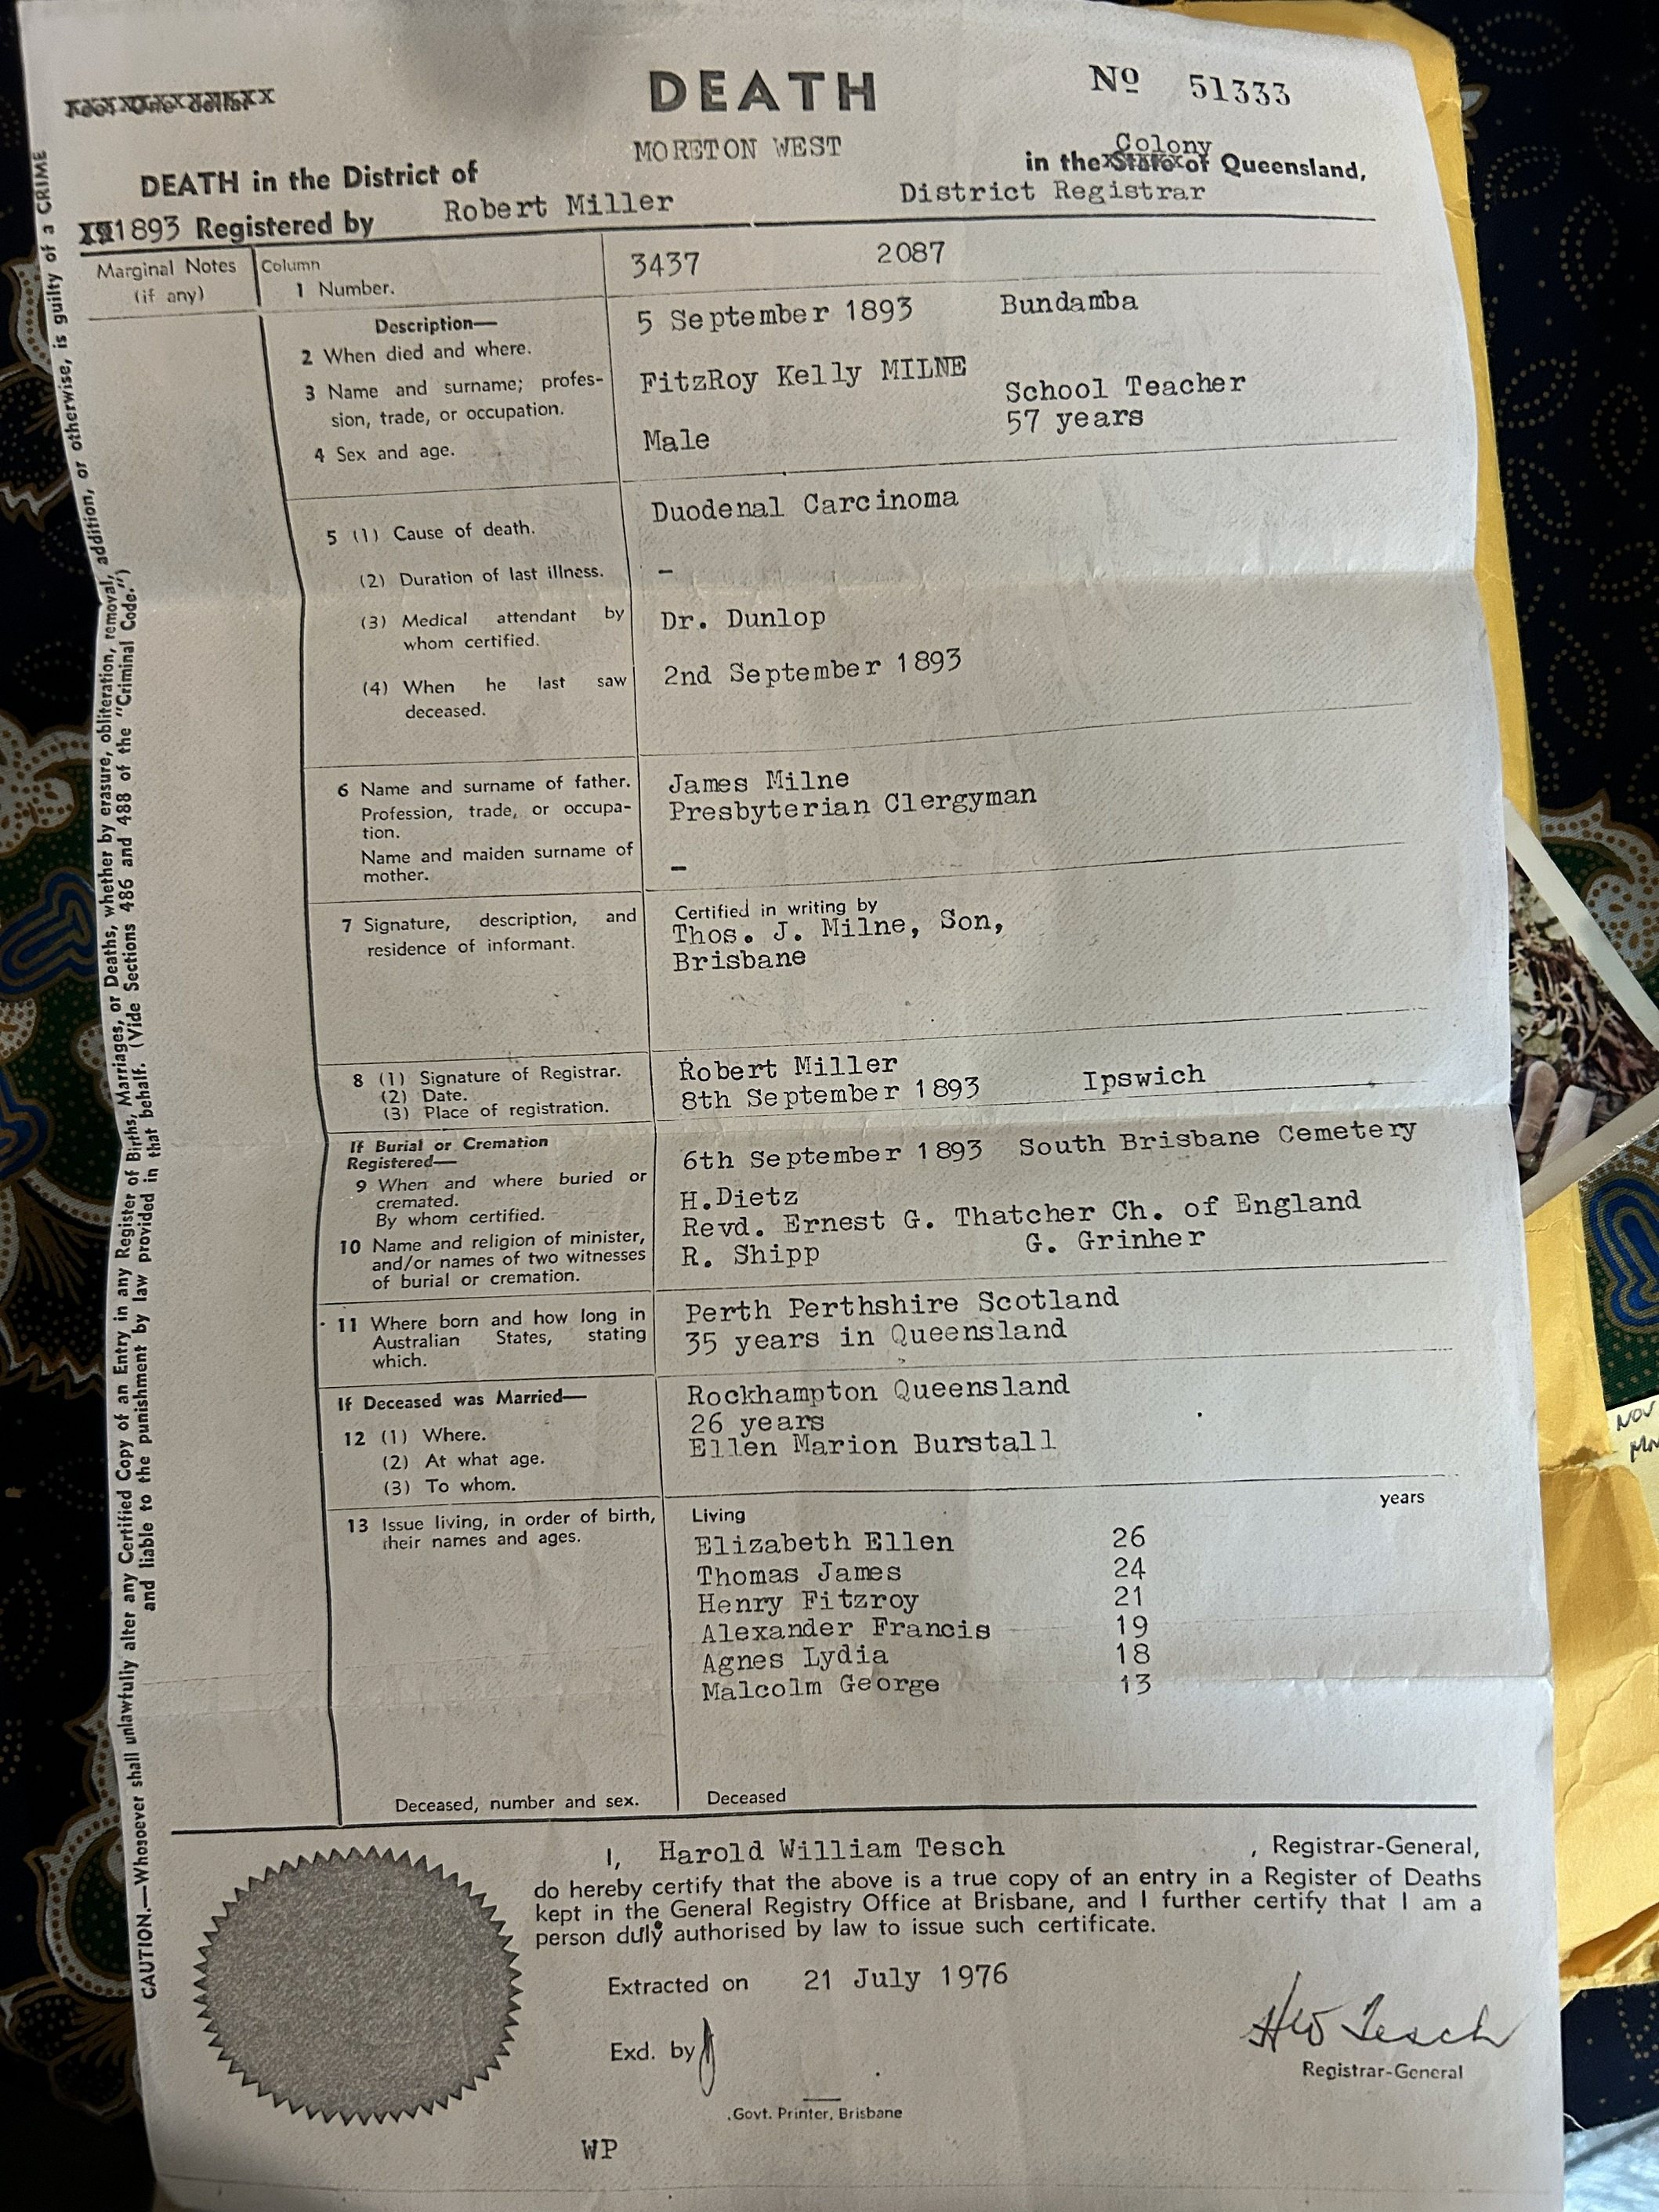 DEATH
No 51333
MORETON WEST
DEATH in the District of
Colony
in the State of Queensland,
1893 Registered by Robert Miller District Registrar
Marginal Notes
(if any)
Column
1 Number. 3437 2087
Description—
2 When died and where. 5 September 1893 Bundamba
3 Name and surname; profes-
sion, trade, or occupation.
FitzRoy Kelly MILNE School Teacher
4 Sex and age. Male 57 years
5 (1) Cause of death. Duodenal Carcinoma
(2) Duration of last illness. –
(3) Medical attendant by
whom certified.
Dr. Dunlop
(4) When he last saw
deceased.
2nd September 1893
6 Name and surname of father. James Milne
Profession, trade, or occupa-
tion.
Presbyterian Clergyman
Name and maiden surname of
mother.
–
7 Signature, description, and
residence of informant.
Certified in writing by
Thos. J. Milne, Son,
Brisbane
8 (1) Signature of Registrar. Robert Miller
(2) Date. 8th September 1893 Ipswich
(3) Place of registration.
If Burial or Cremation
Registered—
9 When and where buried or
cremated.
6th September 1893 South Brisbane Cemetery
By whom certified. H.Dietz
10 Name and religion of minister,
and/or names of two witnesses
of burial or cremation.
Revd. Ernest G. Thatcher Ch. of England
R. Shipp G. Grinher
11 Where born and how long in
Australian States, stating
which.
Perth Perthshire Scotland
35 years in Queensland
If Deceased was Married—
12 (1) Where. Rockhampton Queensland
(2) At what age. 26 years
(3) To whom. Ellen Marion Burstall
13 Issue living, in order of birth,
their names and ages.
Living years
Elizabeth Ellen 26
Thomas James 24
Henry Fitzroy 21
Alexander Francis 19
Agnes Lydia 18
Malcolm George 13
Deceased, number and sex. Deceased
I, Harold William Tesch , Registrar-General,
do hereby certify that the above is a true copy of an entry in a Register of Deaths
kept in the General Registry Office at Brisbane, and I further certify that I am a
person duly authorised by law to issue such certificate.
Extracted on 21 July 1976
Exd. by
HW Tesch
Registrar-General
Govt. Printer, Brisbane
WP
CAUTION.—Whosoever shall unlawfully alter any Certified Copy of an Entry in any Register of Births, Marriages, or Deaths, whether by erasure, obliteration, removal, addition, or otherwise, is guilty of a CRIME
and liable to the punishment by law provided in that behalf. (Vide Sections 486 and 488 of the "Criminal Code.")
NOV